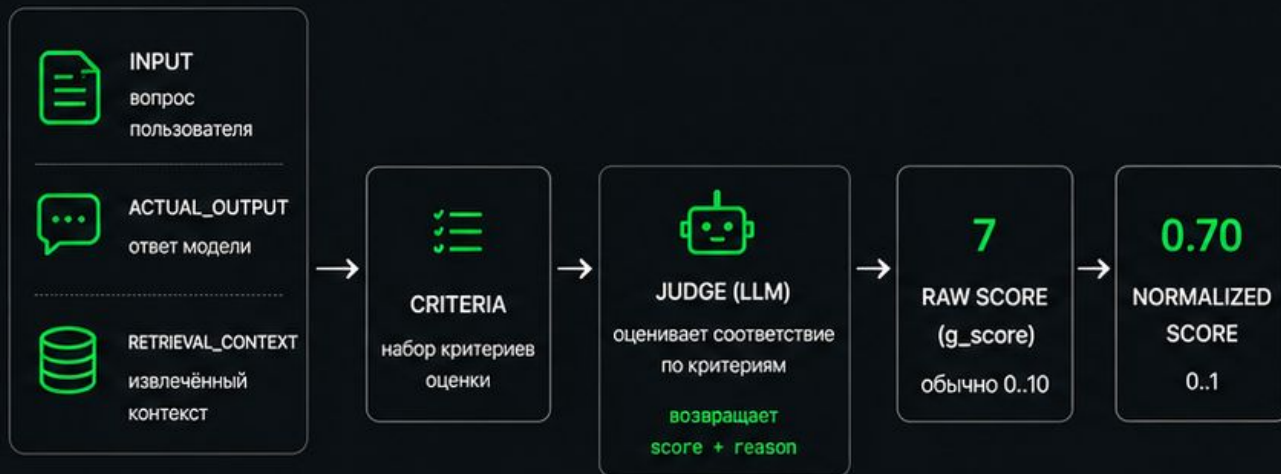 INPUT
вопрос
пользователя
ACTUAL_OUTPUT
ответ модели
RETRIEVAL_CONTEXT
извлечённый
контекст
CRITERIA
набор критериев
оценки
JUDGE (LLM)
оценивает соответствие
по критериям
возвращает
score + reason
7
RAW SCORE
(g_score)
обычно 0..10
0.70
NORMALIZED
SCORE
0..1